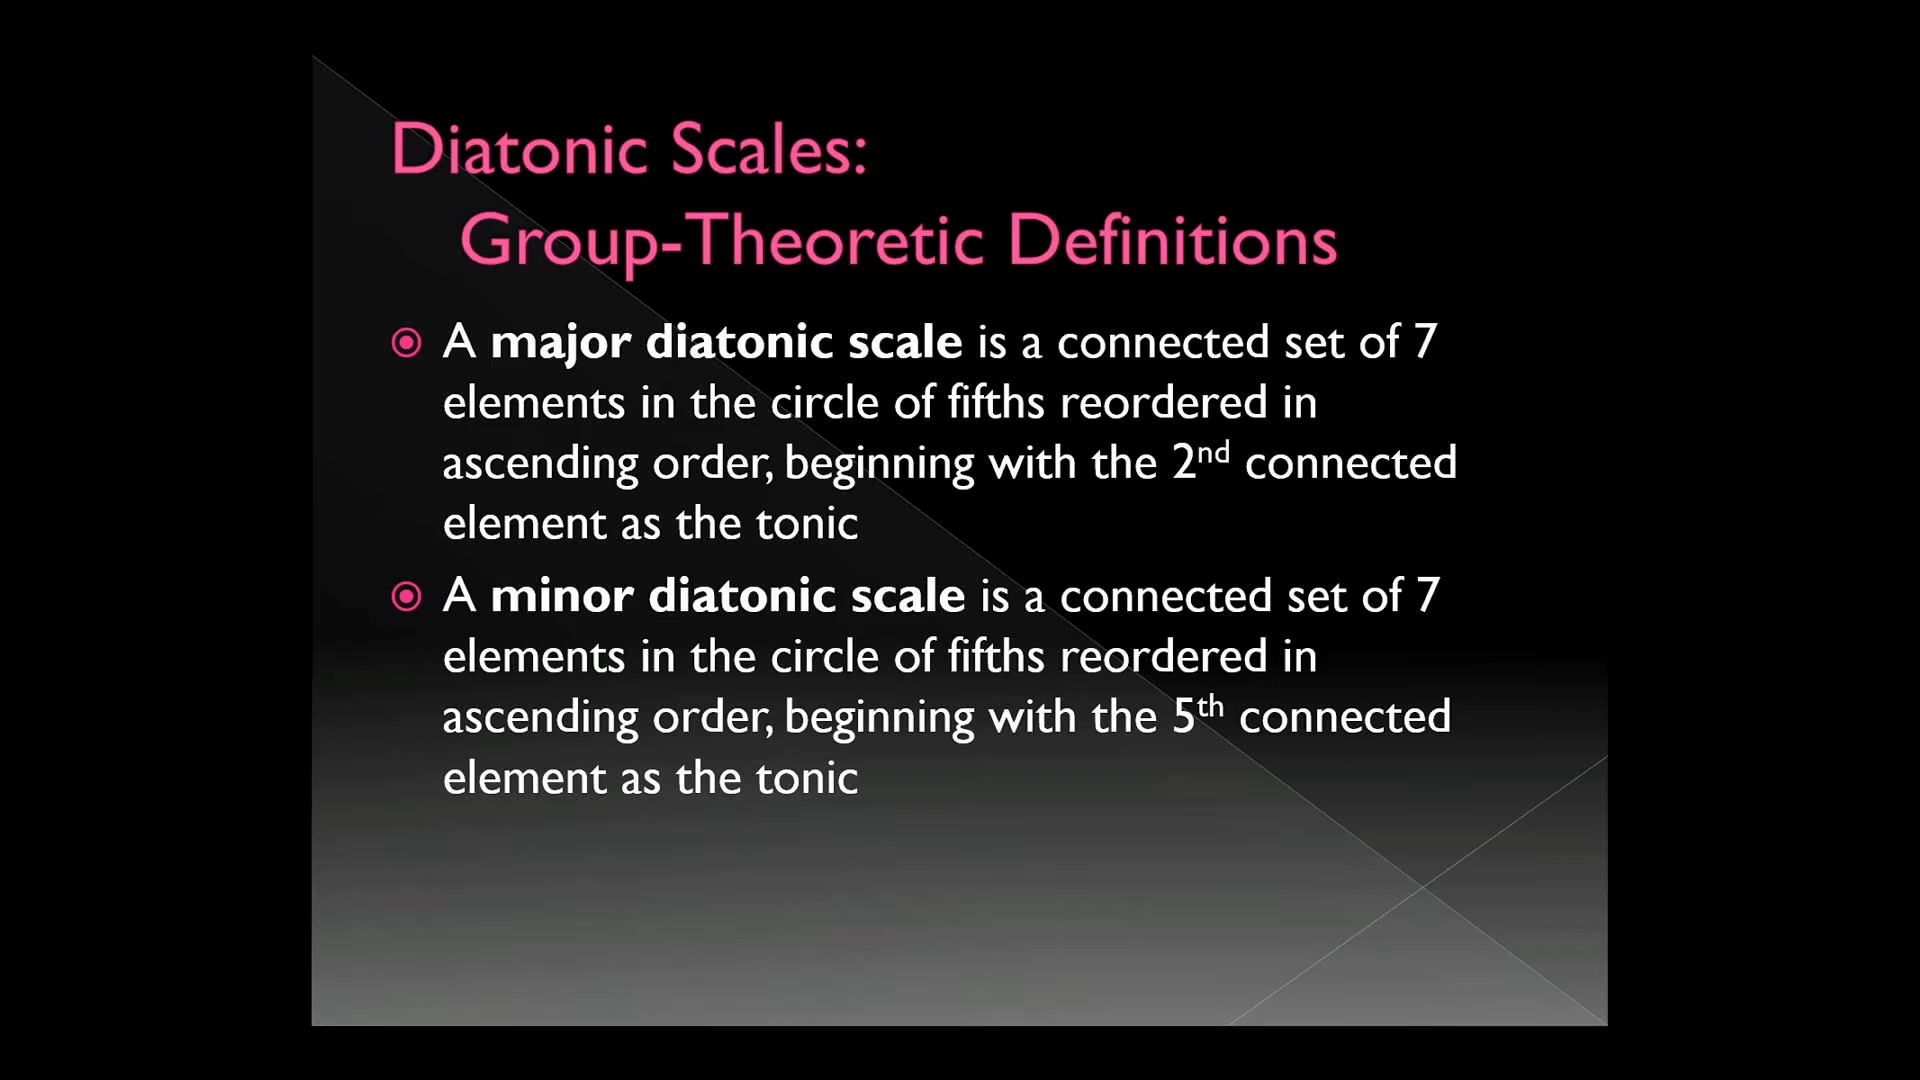 Diatonic Scales:
Group-Theoretic Definitions
A major diatonic scale is a connected set of 7
elements in the circle of fifths reordered in
ascending order, beginning with the 2nd connected
element as the tonic
A minor diatonic scale is a connected set of 7
elements in the circle of fifths reordered in
ascending order, beginning with the 5th connected
element as the tonic